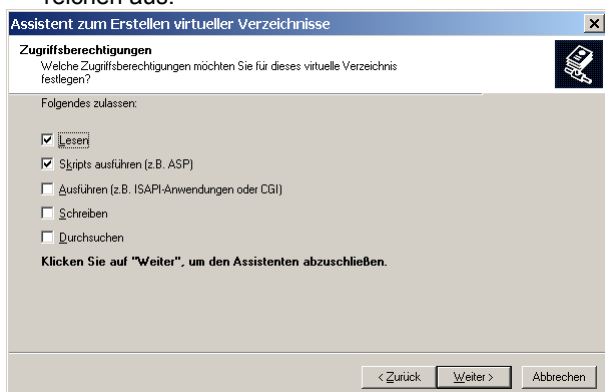 reichen aus.
Assistent zum Erstellen virtueller Verzeichnisse
Zugriffsberechtigungen
Welche Zugriffsberechtigungen möchten Sie für dieses virtuelle Verzeichnis
festlegen?
Folgendes zulassen:
Lesen
Skripts ausführen (z.B. ASP)
Ausführen (z.B. ISAPI-Anwendungen oder CGI)
Schreiben
Durchsuchen
Klicken Sie auf "Weiter", um den Assistenten abzuschließen.
< Zurück Weiter > Abbrechen